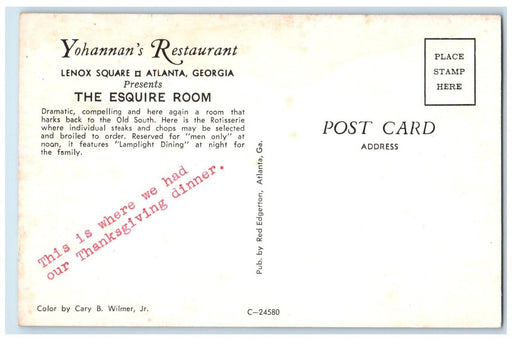 Yohannan's Restaurant
LENOX SQUARE ¤ ATLANTA, GEORGIA
Presents
THE ESQUIRE ROOM
Dramatic, compelling and here again a room that
harks back to the Old South. Here is the Rotisserie
where individual steaks and chops may be selected
and broiled to order. Reserved for "men only" at
noon, it features "Lamplight Dining" at night for
the family.
This is where we had
our Thanksgiving dinner.
Color by Cary B. Wilmer, Jr.
Pub. by Red Edgerton, Atlanta, Ga.
C-24580
PLACE
STAMP
HERE
POST CARD
ADDRESS